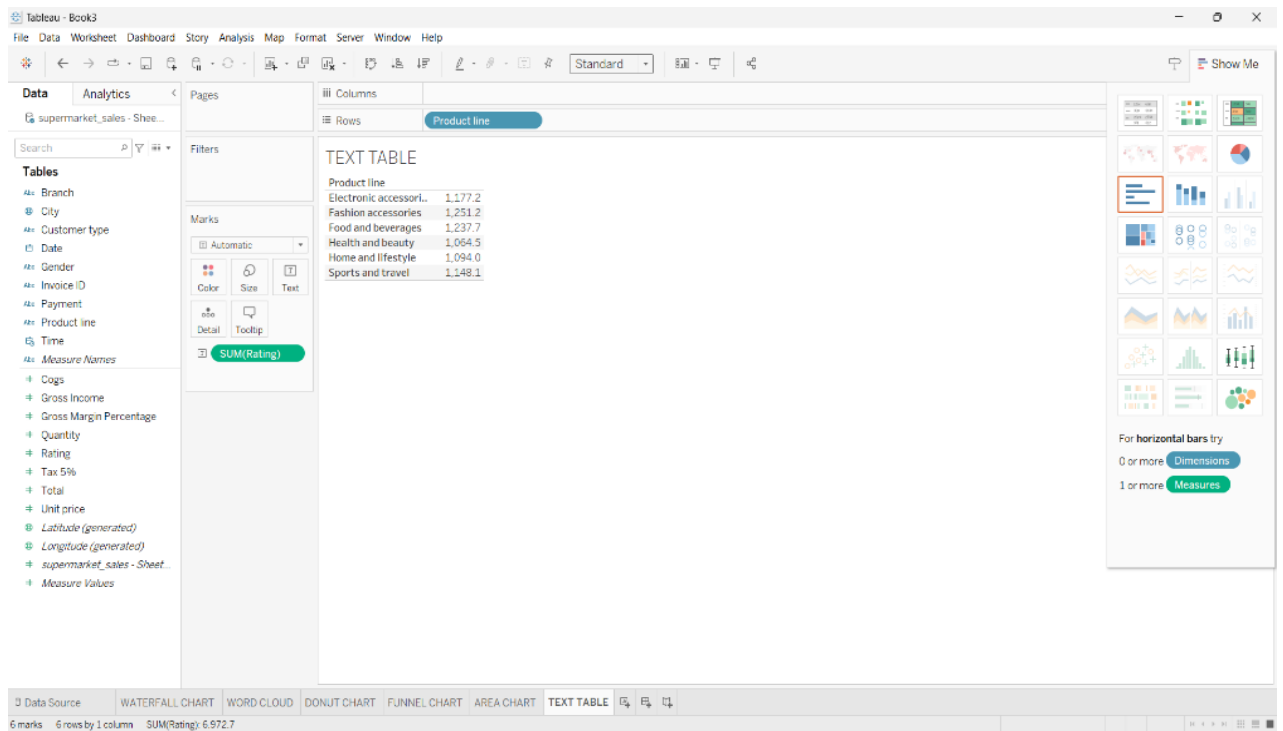 Tableau - Book3
File Data Worksheet Dashboard Story Analysis Map Format Server Window Help
Standard
Show Me
Data Analytics
supermarket_sales - Shee...
Search
Tables
Abc Branch
City
Abc Customer type
Date
Abc Gender
Abc Invoice ID
Abc Payment
Abc Product line
Time
Abc Measure Names
Cogs
Gross Income
Gross Margin Percentage
Quantity
Rating
Tax 5%
Total
Unit price
Latitude (generated)
Longitude (generated)
supermarket_sales - Sheet...
Measure Values
Pages
Filters
Marks
Automatic
Color Size Text
Detail Tooltip
SUM(Rating)
Columns
Rows Product line
TEXT TABLE
Product line
Electronic accessori.. 1,177.2
Fashion accessories 1,251.2
Food and beverages 1,237.7
Health and beauty 1,064.5
Home and lifestyle 1,094.0
Sports and travel 1,148.1
For horizontal bars try
0 or more Dimensions
1 or more Measures
Data Source WATERFALL CHART WORD CLOUD DONUT CHART FUNNEL CHART AREA CHART TEXT TABLE
6 marks 6 rows by 1 column SUM(Rating): 6,972.7